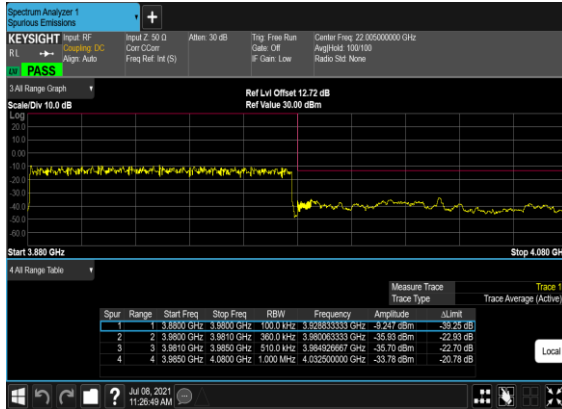 Spectrum Analyzer 1
Spurious Emissions
KEYSIGHT Input: RF Input Z: 50 Ω Atten: 30 dB Trig: Free Run Center Freq: 22.005000000 GHz
RL Coupling: DC Corr CCorr Gate: Off Avg|Hold: 100/100
Align: Auto Freq Ref: Int (S) IF Gain: Low Radio Std: None
LV PASS
3 All Range Graph
Ref Lvl Offset 12.72 dB
Scale/Div 10.0 dB Ref Value 30.00 dBm
Log
20.0
10.0
0.00
-10.0
-20.0
-30.0
-40.0
-50.0
-60.0
Start 3.880 GHz Stop 4.080 GH
4 All Range Table
Measure Trace Trace 1
Trace Type Trace Average (Active)
Spur Range Start Freq Stop Freq RBW Frequency Amplitude ΔLimit
1 1 3.8800 GHz 3.9800 GHz 100.0 kHz 3.928833333 GHz -9.247 dBm -39.25 dB
2 2 3.9800 GHz 3.9810 GHz 360.0 kHz 3.980063333 GHz -35.93 dBm -22.93 dB
3 3 3.9810 GHz 3.9850 GHz 510.0 kHz 3.984926667 GHz -35.70 dBm -22.70 dB
4 4 3.9850 GHz 4.0800 GHz 1.000 MHz 4.032500000 GHz -33.78 dBm -20.78 dB
Local
Jul 08, 2021
11:26:49 AM